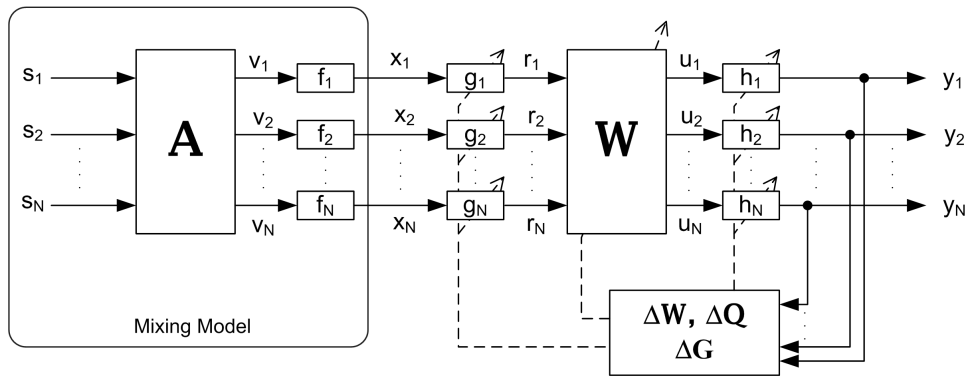 s1 v1 f1 x1 g1 r1 u1 h1 y1
s2 A v2 f2 x2 g2 r2 W u2 h2 y2
sN vN fN xN gN rN uN hN yN
Mixing Model
ΔW, ΔQ
ΔG